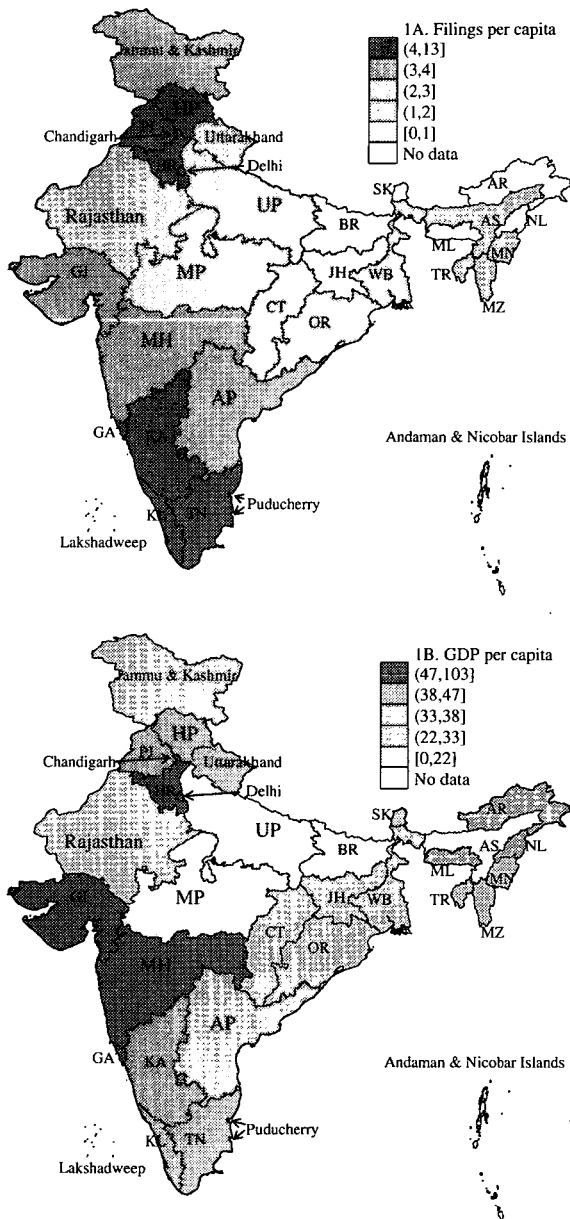 1A. Filings per capita
(4,13]
(3,4]
(2,3]
(1,2]
[0,1]
No data
Jammu & Kashmir
HP
PJ
Chandigarh
Uttarakhand
HR
Delhi
Rajasthan
UP
SK
AR
BR
AS
NL
ML
MN
GJ
MP
JH
WB
TR
MZ
CT
OR
MH
AP
GA
KA
Andaman & Nicobar Islands
KL
TN
Puducherry
Lakshadweep
1B. GDP per capita
(47,103]
(38,47]
(33,38]
(22,33]
[0,22]
No data
Jammu & Kashmir
HP
PJ
Chandigarh
Uttarakhand
HR
Delhi
Rajasthan
UP
SK
AR
BR
AS
NL
ML
MN
GJ
MP
JH
WB
TR
MZ
CT
OR
MH
AP
GA
KA
Andaman & Nicobar Islands
KL
TN
Puducherry
Lakshadweep